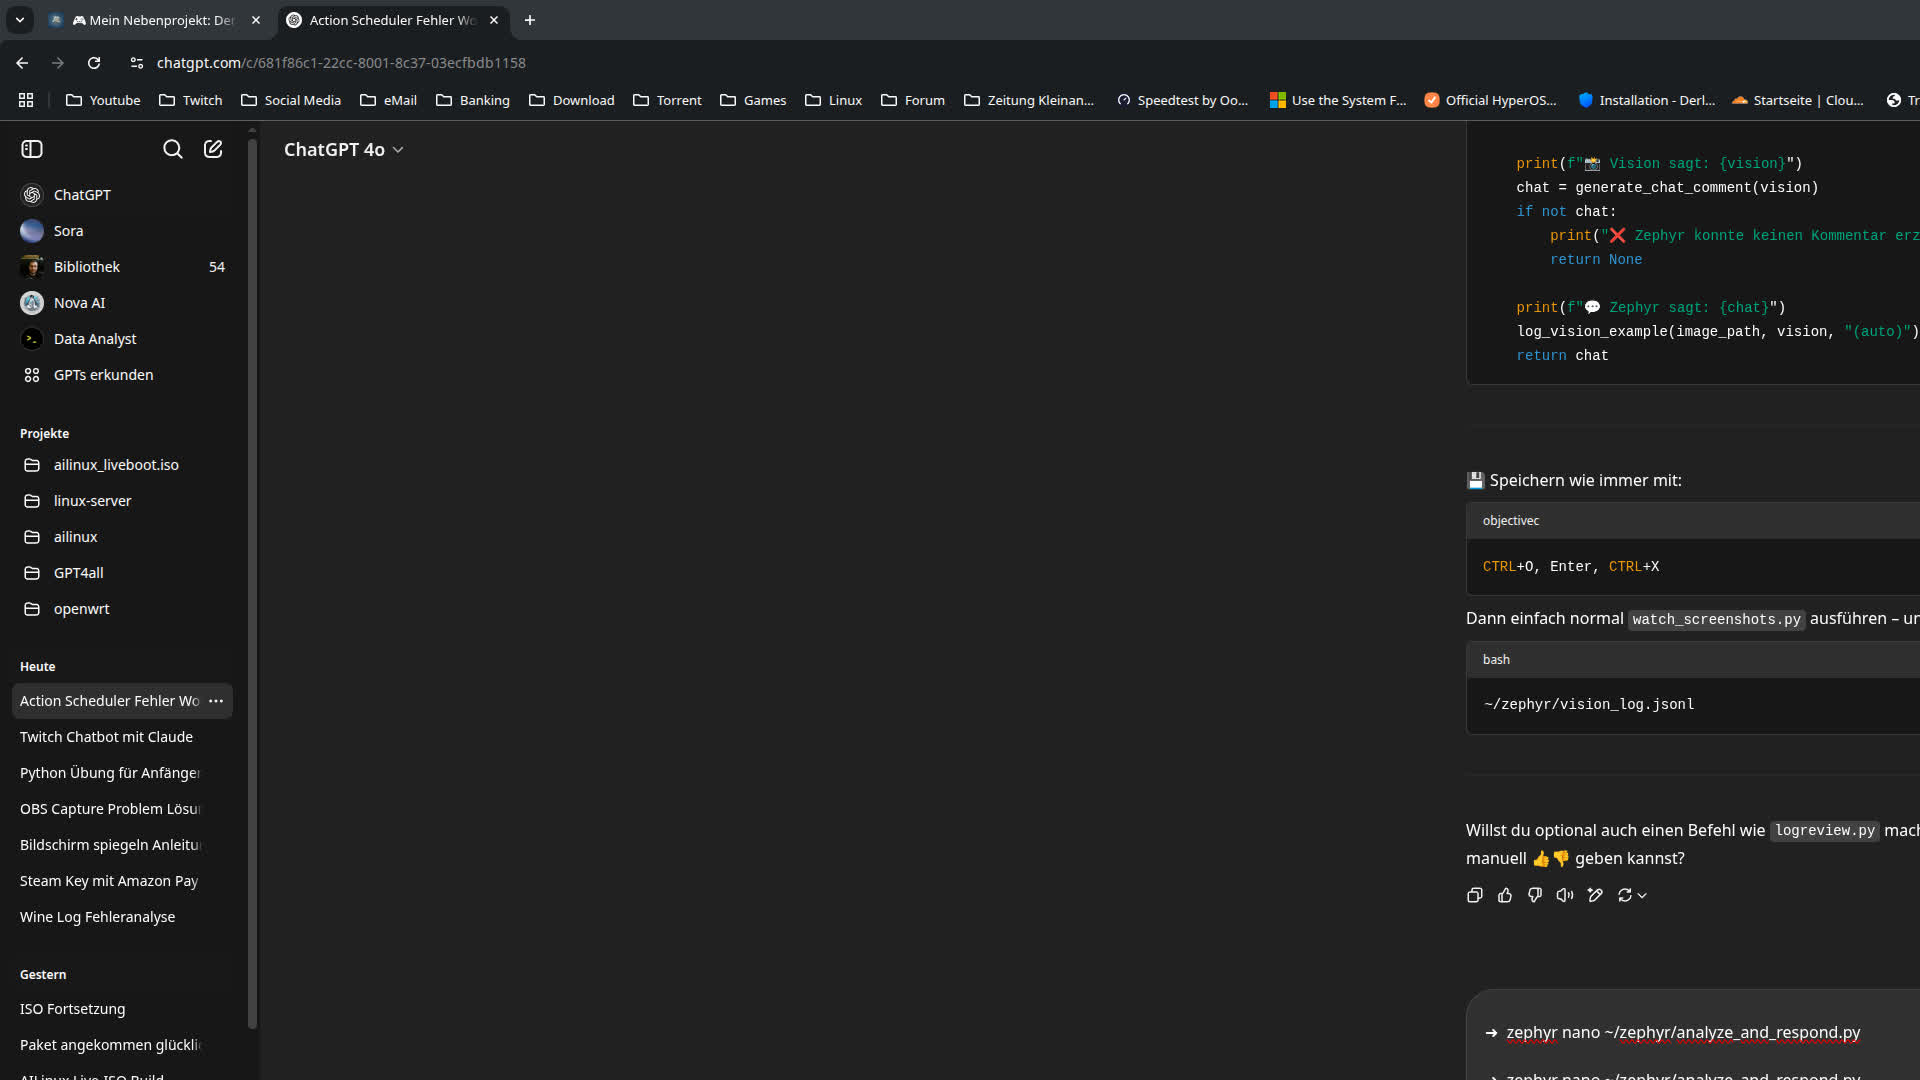 🎮 Mein Nebenprojekt: Der
Action Scheduler Fehler Wo
chatgpt.com/c/681f86c1-22cc-8001-8c37-03ecfbdb1158
Youtube
Twitch
Social Media
eMail
Banking
Download
Torrent
Games
Linux
Forum
Zeitung Kleinan...
Speedtest by Oo...
Use the System F...
Official HyperOS...
Installation - Derl...
Startseite | Clou...
Tr
ChatGPT
Sora
Bibliothek 54
Nova AI
Data Analyst
GPTs erkunden
Projekte
ailinux_liveboot.iso
linux-server
ailinux
GPT4all
openwrt
Heute
Action Scheduler Fehler Wo
Twitch Chatbot mit Claude
Python Übung für Anfänger
OBS Capture Problem Lösu
Bildschirm spiegeln Anleitu
Steam Key mit Amazon Pay
Wine Log Fehleranalyse
Gestern
ISO Fortsetzung
Paket angekommen glückli
AILinux Live ISO Build
ChatGPT 4o
print(f"📸 Vision sagt: {vision}")
chat = generate_chat_comment(vision)
if not chat:
print("❌ Zephyr konnte keinen Kommentar erz
return None
print(f"💬 Zephyr sagt: {chat}")
log_vision_example(image_path, vision, "(auto)")
return chat
💾 Speichern wie immer mit:
objectivec
CTRL+O, Enter, CTRL+X
Dann einfach normal watch_screenshots.py ausführen – un
bash
~/zephyr/vision_log.jsonl
Willst du optional auch einen Befehl wie logreview.py mach
manuell 👍👎 geben kannst?
➜ zephyr nano ~/zephyr/analyze_and_respond.py
➜ zephyr nano ~/zephyr/analyze_and_respond.py